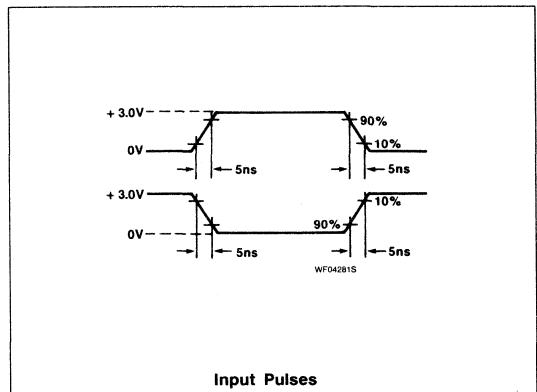 + 3.0V
90%
0V
10%
5ns
5ns
+ 3.0V
10%
0V
90%
5ns
5ns
WF04281S
Input Pulses